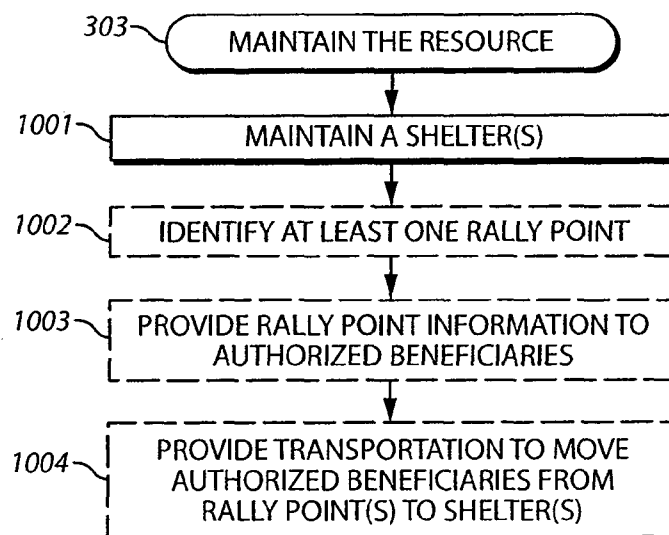 303
MAINTAIN THE RESOURCE
1001
MAINTAIN A SHELTER(S)
1002
IDENTIFY AT LEAST ONE RALLY POINT
1003
PROVIDE RALLY POINT INFORMATION TO
AUTHORIZED BENEFICIARIES
1004
PROVIDE TRANSPORTATION TO MOVE
AUTHORIZED BENEFICIARIES FROM
RALLY POINT(S) TO SHELTER(S)